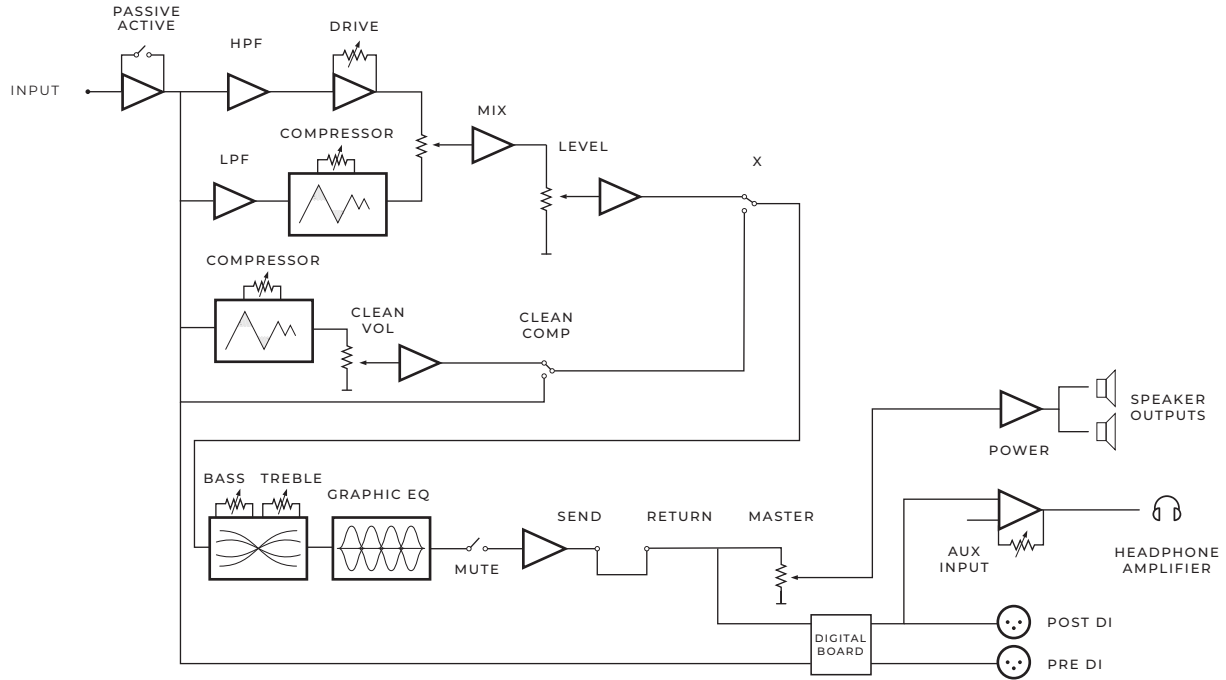 PASSIVE
ACTIVE
HPF
DRIVE
INPUT
MIX
COMPRESSOR
LEVEL
LPF
X
COMPRESSOR
CLEAN
VOL
CLEAN
COMP
SPEAKER
OUTPUTS
POWER
BASS
TREBLE
GRAPHIC EQ
SEND
RETURN
MASTER
MUTE
AUX
INPUT
HEADPHONE
AMPLIFIER
DIGITAL
BOARD
POST DI
PRE DI